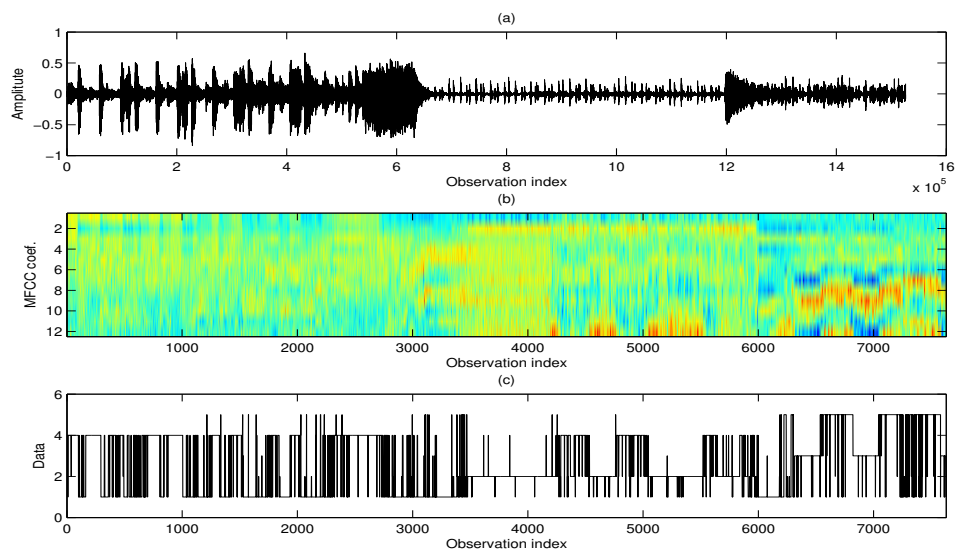 (a)
1
0.5
0
−0.5
−1
Amplitude
0 2 4 6 8 10 12 14 16
Observation index
x 10^5
(b)
2
4
6
8
10
12
MFCC coef.
1000 2000 3000 4000 5000 6000 7000
Observation index
(c)
6
4
2
0
Data
0 1000 2000 3000 4000 5000 6000 7000
Observation index